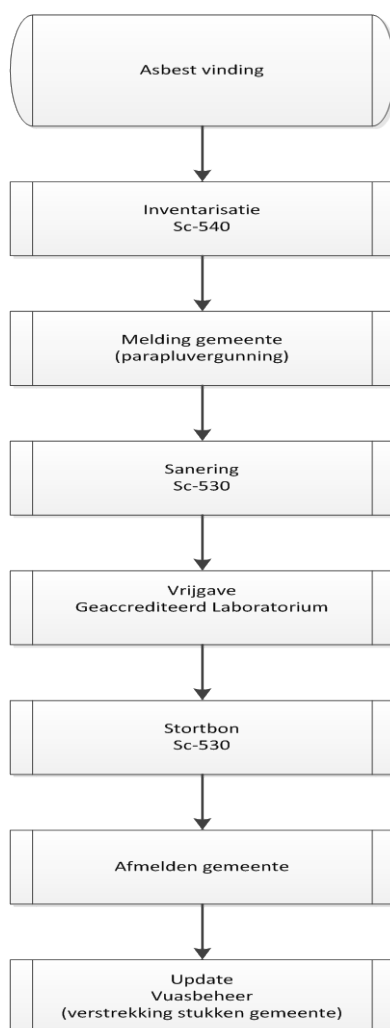 Asbest vinding
Inventarisatie
Sc-540
Melding gemeente
(parapluvergunning)
Sanering
Sc-530
Vrijgave
Geaccrediteerd Laboratorium
Stortbon
Sc-530
Afmelden gemeente
Update
Vuasbeheer
(verstrekking stukken gemeente)